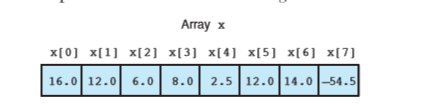 Array x
x[0] x[1] x[2] x[3] x[4] x[5] x[6] x[7]
16.0 12.0 6.0 8.0 2.5 12.0 14.0 –54.5